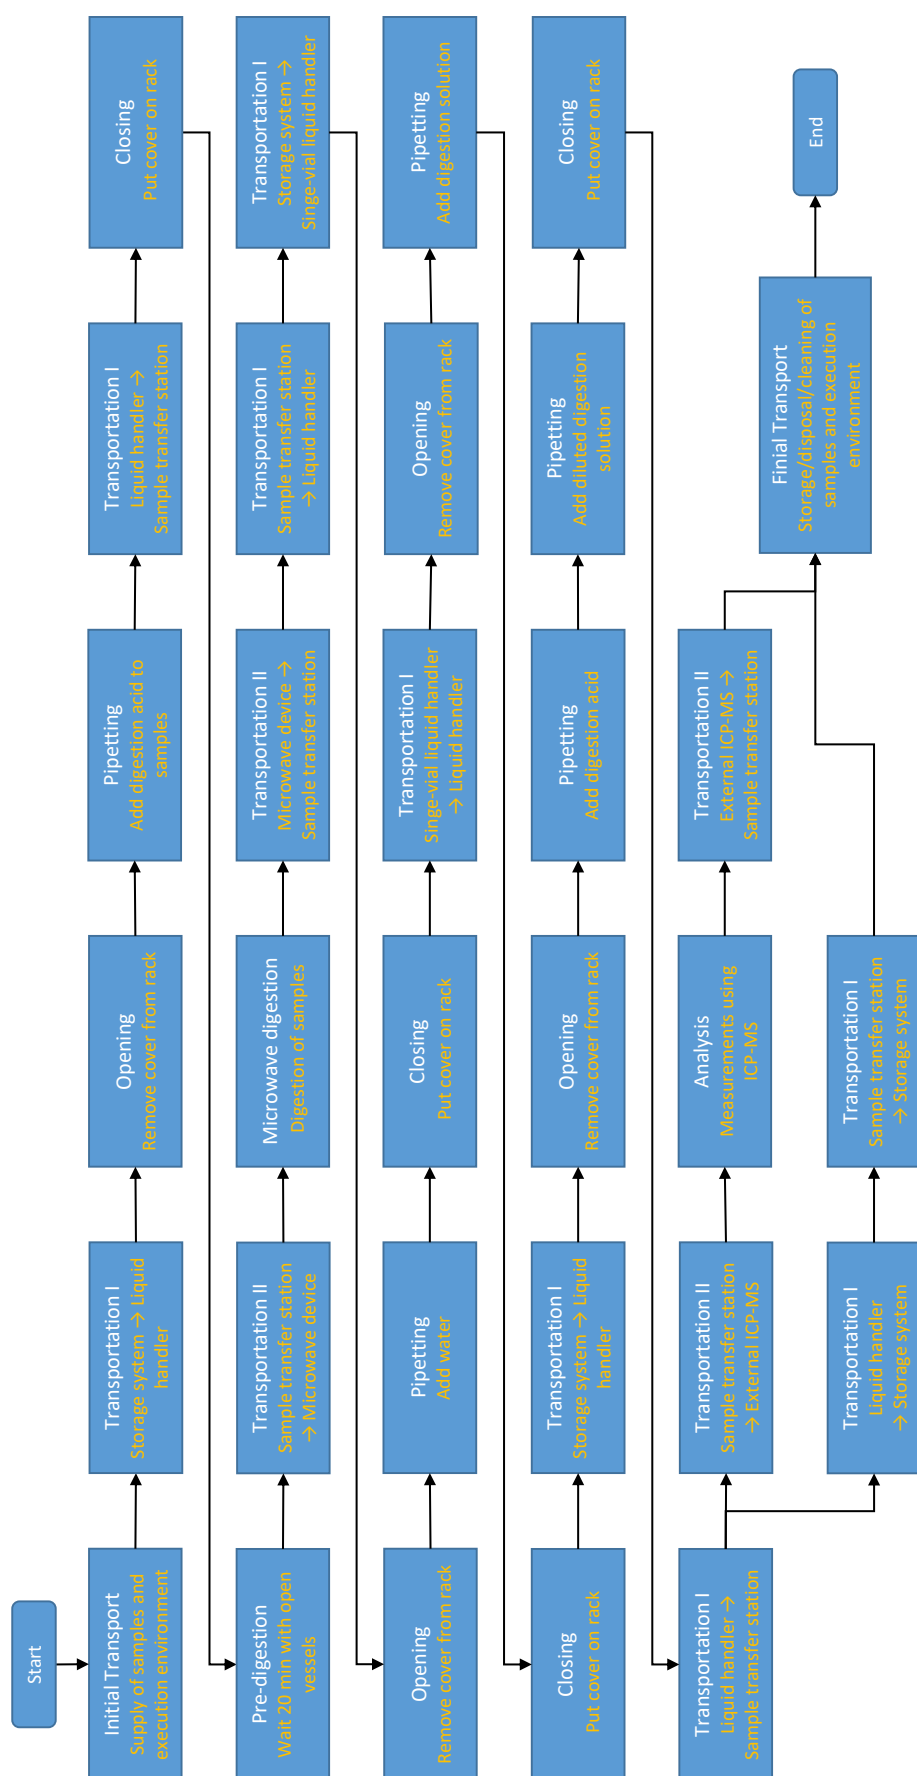 Start
Initial Transport
Supply of samples and
execution environment
Transportation I
Storage system → Liquid
handler
Opening
Remove cover from rack
Pipetting
Add digestion acid to
samples
Transportation I
Liquid handler →
Sample transfer station
Closing
Put cover on rack
Pre-digestion
Wait 20 min with open
vessels
Transportation II
Sample transfer station
→ Microwave device
Microwave digestion
Digestion of samples
Transportation II
Microwave device →
Sample transfer station
Transportation I
Sample transfer station
→ Liquid handler
Transportation I
Storage system →
Singe-vial liquid handler
Opening
Remove cover from rack
Pipetting
Add water
Closing
Put cover on rack
Transportation I
Singe-vial liquid handler
→ Liquid handler
Opening
Remove cover from rack
Pipetting
Add digestion solution
Closing
Put cover on rack
Transportation I
Storage system → Liquid
handler
Opening
Remove cover from rack
Pipetting
Add digestion acid
Pipetting
Add diluted digestion
solution
Closing
Put cover on rack
Transportation I
Liquid handler →
Sample transfer station
Transportation II
Sample transfer station
→ External ICP-MS
Analysis
Measurements using
ICP-MS
Transportation II
External ICP-MS →
Sample transfer station
Transportation I
Liquid handler
→ Storage system
Transportation I
Sample transfer station
→ Storage system
Finial Transport
Storage/disposal/cleaning of
samples and execution
environment
End